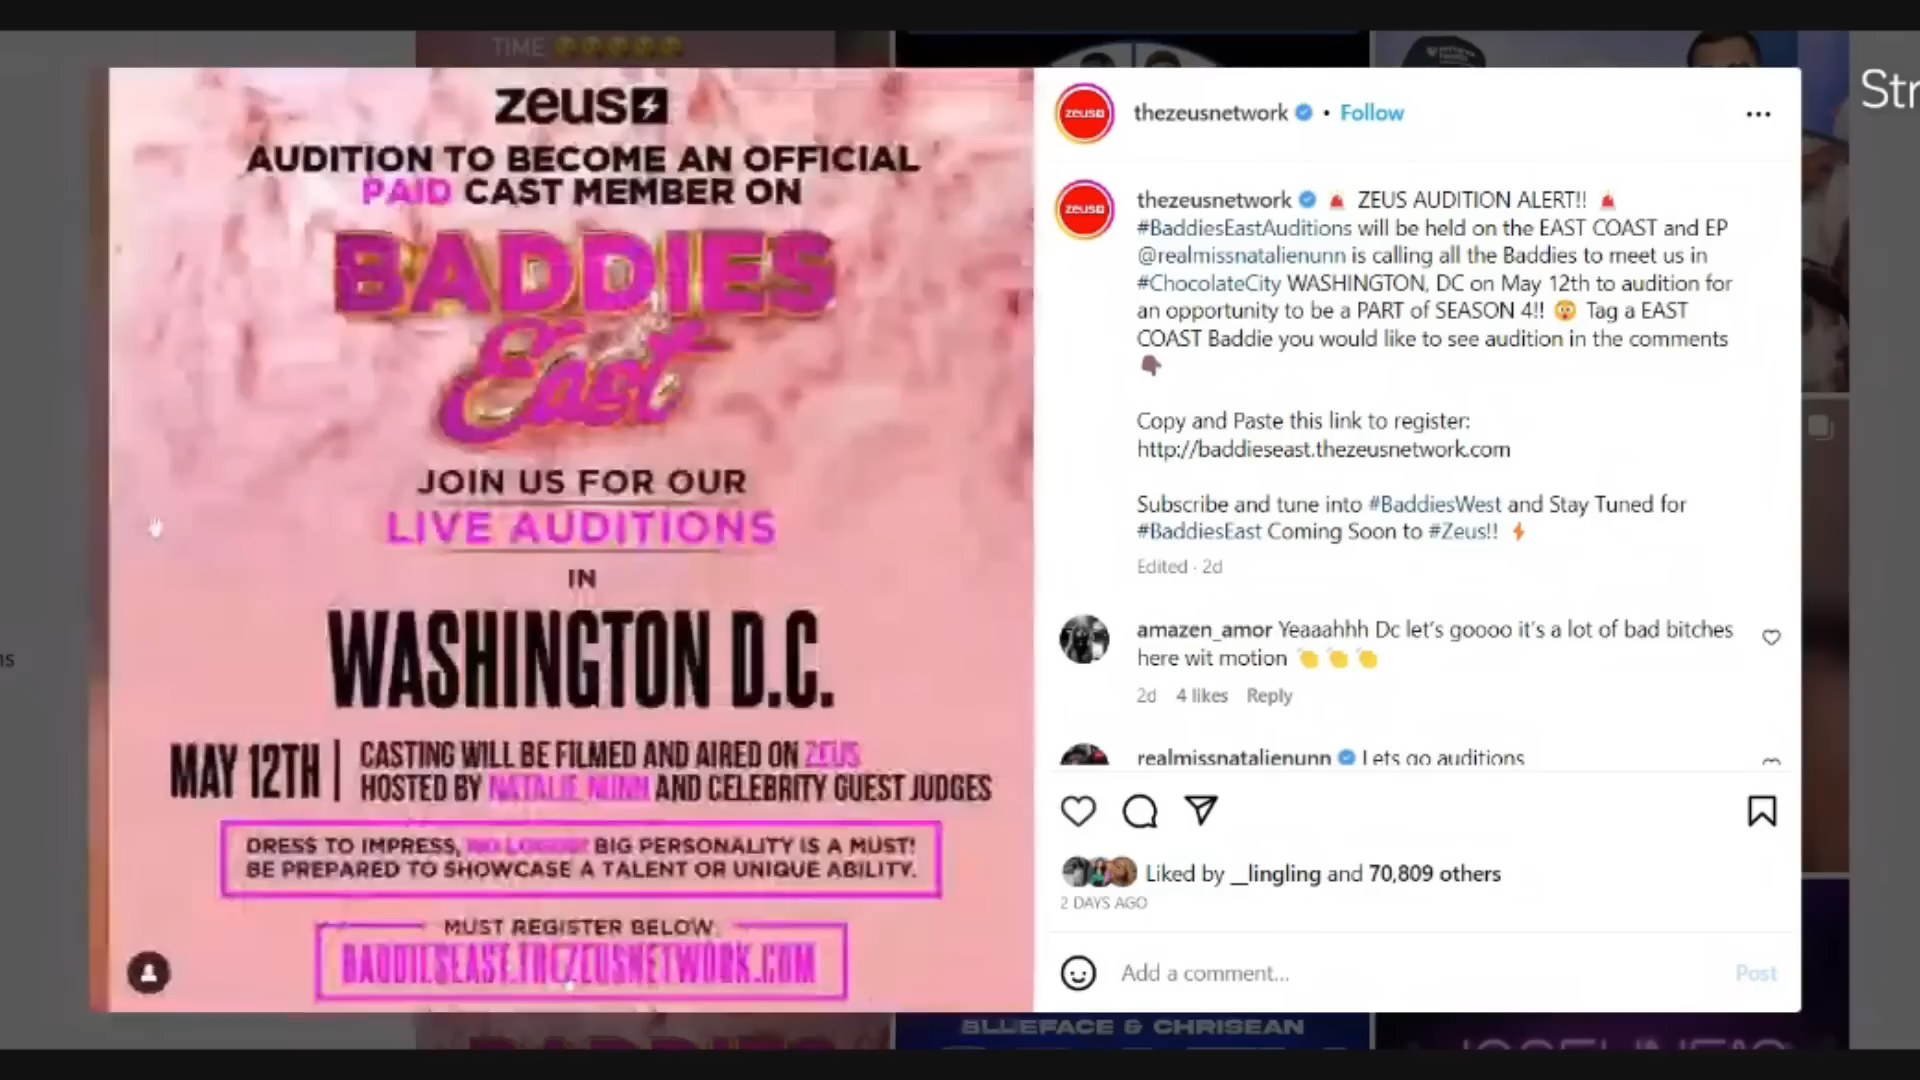 TIME
zeus
AUDITION TO BECOME AN OFFICIAL
PAID CAST MEMBER ON
BADDIES
East
JOIN US FOR OUR
LIVE AUDITIONS
IN
WASHINGTON D.C.
MAY 12TH
CASTING WILL BE FILMED AND AIRED ON ZEUS
HOSTED BY NATALIE NUNN AND CELEBRITY GUEST JUDGES
DRESS TO IMPRESS, NO LOGOS! BIG PERSONALITY IS A MUST!
BE PREPARED TO SHOWCASE A TALENT OR UNIQUE ABILITY.
MUST REGISTER BELOW:
BADDIESEAST.THEZEUSNETWORK.COM
zeus
thezeusnetwork • Follow
zeus
thezeusnetwork 🚨 ZEUS AUDITION ALERT!! 🚨
#BaddiesEastAuditions will be held on the EAST COAST and EP
@realmissnatalienunn is calling all the Baddies to meet us in
#ChocolateCity WASHINGTON, DC on May 12th to audition for
an opportunity to be a PART of SEASON 4!! 😱 Tag a EAST
COAST Baddie you would like to see audition in the comments
👇🏿
Copy and Paste this link to register:
http://baddieseast.thezeusnetwork.com
Subscribe and tune into #BaddiesWest and Stay Tuned for
#BaddiesEast Coming Soon to #Zeus!! ⚡
Edited · 2d
amazen_amor Yeaaahhh Dc let's goooo it's a lot of bad bitches
here wit motion 👏 👏 👏
2d 4 likes Reply
realmissnatalienunn Lets go auditions
Liked by __lingling and 70,809 others
2 DAYS AGO
Add a comment...
Post
Str
ns
BLUEFACE & CHRISEAN
BADDIES